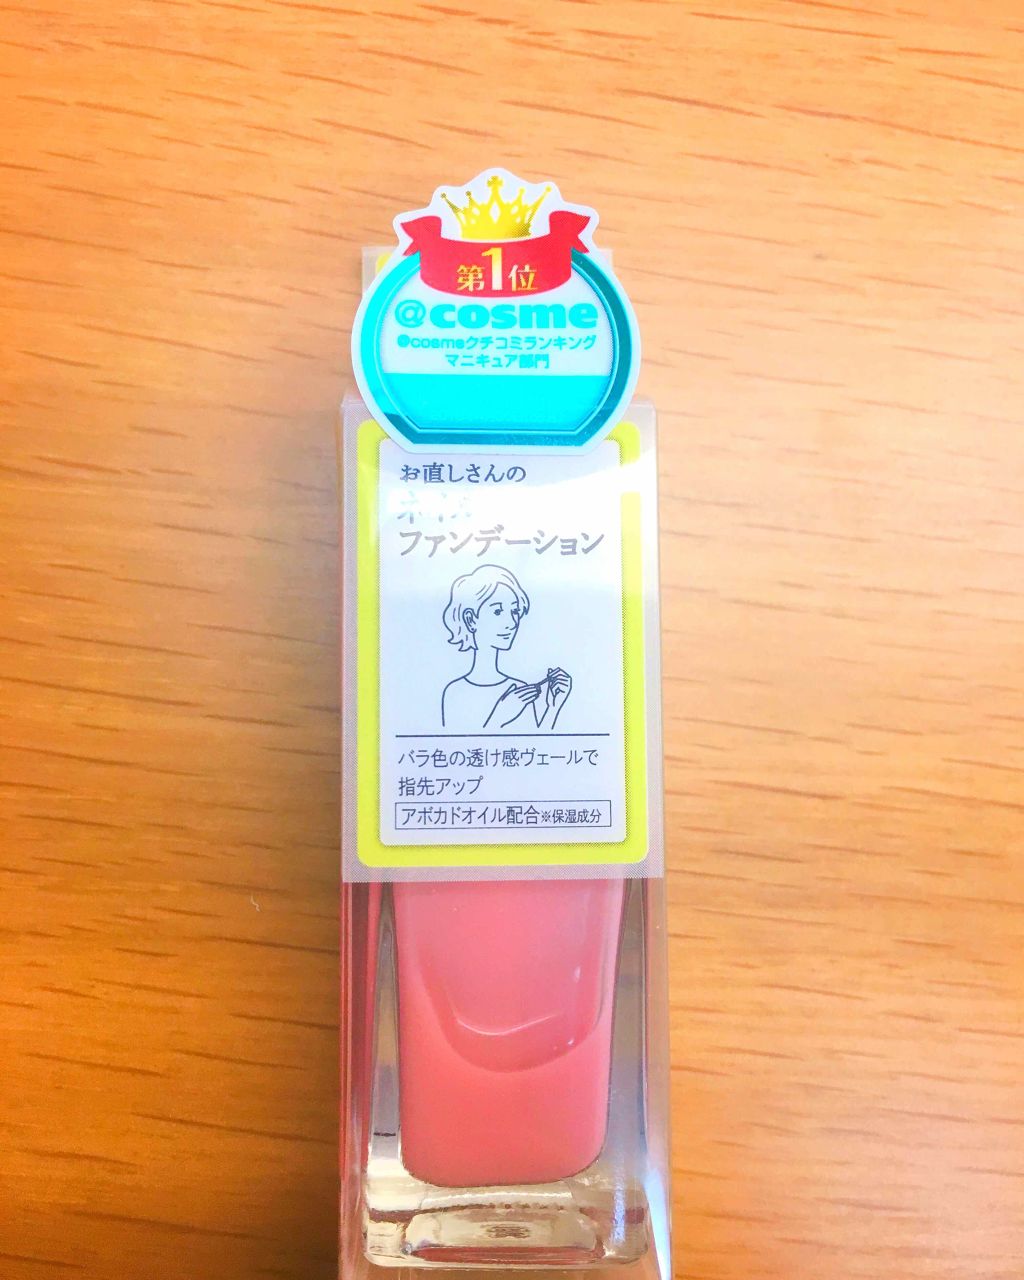 第1位
@cosme
@cosmeクチコミランキング
マニキュア部門
お直しさんの
ネイル
ファンデーション
バラ色の透け感ヴェールで
指先アップ
アボカドオイル配合※保湿成分